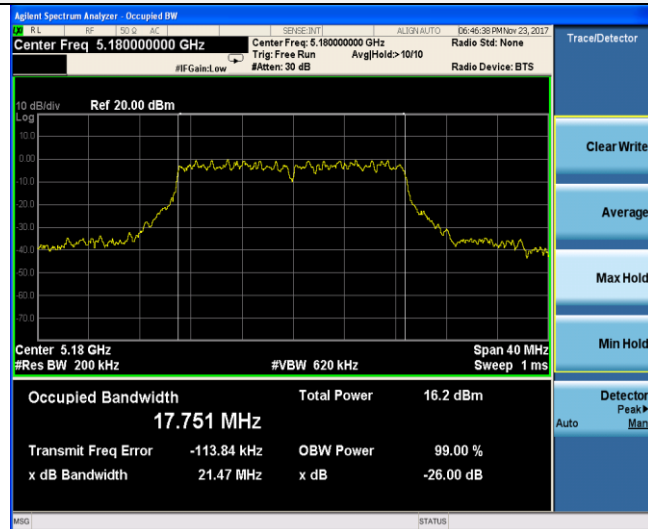 Agilent Spectrum Analyzer - Occupied BW
RL RF 50 Ω AC SENSE:INT ALIGN AUTO 06:46:38 PM Nov 23, 2017
Center Freq 5.180000000 GHz
Center Freq: 5.180000000 GHz
Radio Std: None
Trig: Free Run Avg|Hold:> 10/10
#IFGain:Low #Atten: 30 dB Radio Device: BTS
10 dB/div Ref 20.00 dBm
Log
10.0
0.00
-10.0
-20.0
-30.0
-40.0
-50.0
-60.0
-70.0
Center 5.18 GHz Span 40 MHz
#Res BW 200 kHz #VBW 620 kHz Sweep 1 ms
Occupied Bandwidth Total Power 16.2 dBm
17.751 MHz
Transmit Freq Error -113.84 kHz OBW Power 99.00 %
x dB Bandwidth 21.47 MHz x dB -26.00 dB
MSG STATUS
Trace/Detector
Clear Write
Average
Max Hold
Min Hold
Detector
Peak▶
Auto Man